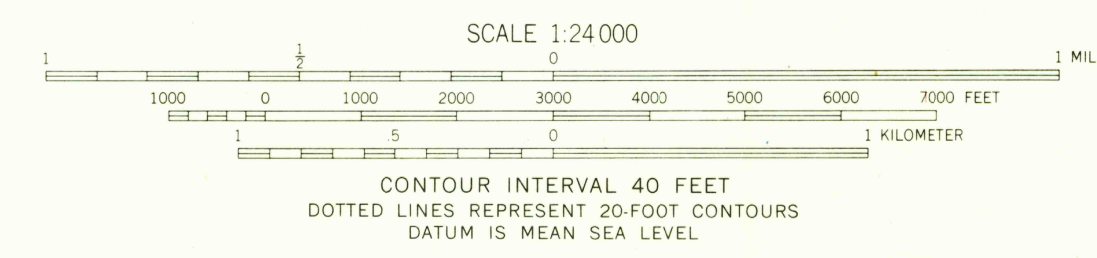 SCALE 1:24 000
1 1/2 0 1 MIL
1000 0 1000 2000 3000 4000 5000 6000 7000 FEET
1 .5 0 1 KILOMETER
CONTOUR INTERVAL 40 FEET
DOTTED LINES REPRESENT 20-FOOT CONTOURS
DATUM IS MEAN SEA LEVEL